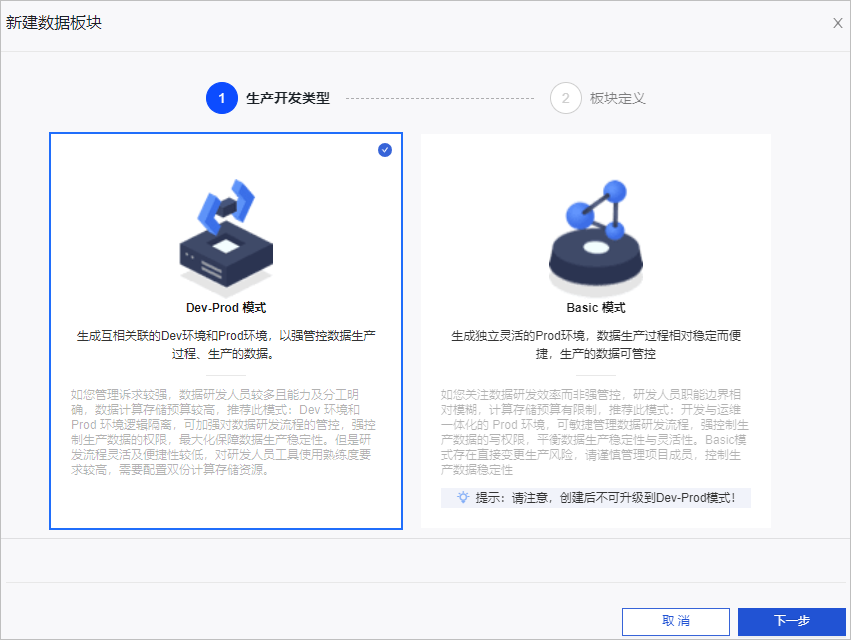 新建数据板块
1 生产开发类型
2 板块定义
Dev-Prod 模式
生成互相关联的Dev环境和Prod环境，以强管控数据生产
过程、生产的数据。
如您管理诉求较强，数据研发人员较多且能力及分工明
确，数据计算存储预算较高，推荐此模式：Dev 环境和
Prod 环境逻辑隔离，可加强对数据研发流程的管控，强控
制生产数据的权限，最大化保障数据生产稳定性。但是研
发流程灵活及便捷性较低，对研发人员工具使用熟练度要
求较高，需要配置双份计算存储资源。
Basic 模式
生成独立灵活的Prod环境，数据生产过程相对稳定而便
捷，生产的数据可管控
如您关注数据研发效率而非强管控，研发人员职能边界相
对模糊，计算存储预算有限制，推荐此模式：开发与运维
一体化的 Prod 环境，可敏捷管理数据研发流程，强控制生
产数据的写权限，平衡数据生产稳定性与灵活性。Basic模
式存在直接变更生产风险，请谨慎管理项目成员，控制生
产数据稳定性
提示：请注意，创建后不可升级到Dev-Prod模式！
取消
下一步